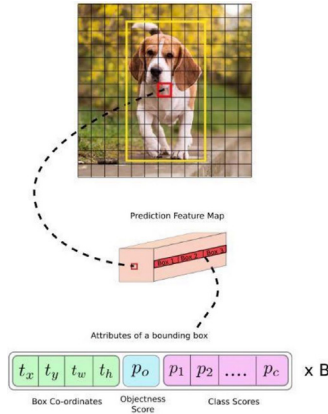 Prediction Feature Map
Box 1 Box 2 Box 3
Attributes of a bounding box
t_x t_y t_w t_h p_o p_1 p_2 .... p_c x B
Box Co-ordinates Objectness Score Class Scores